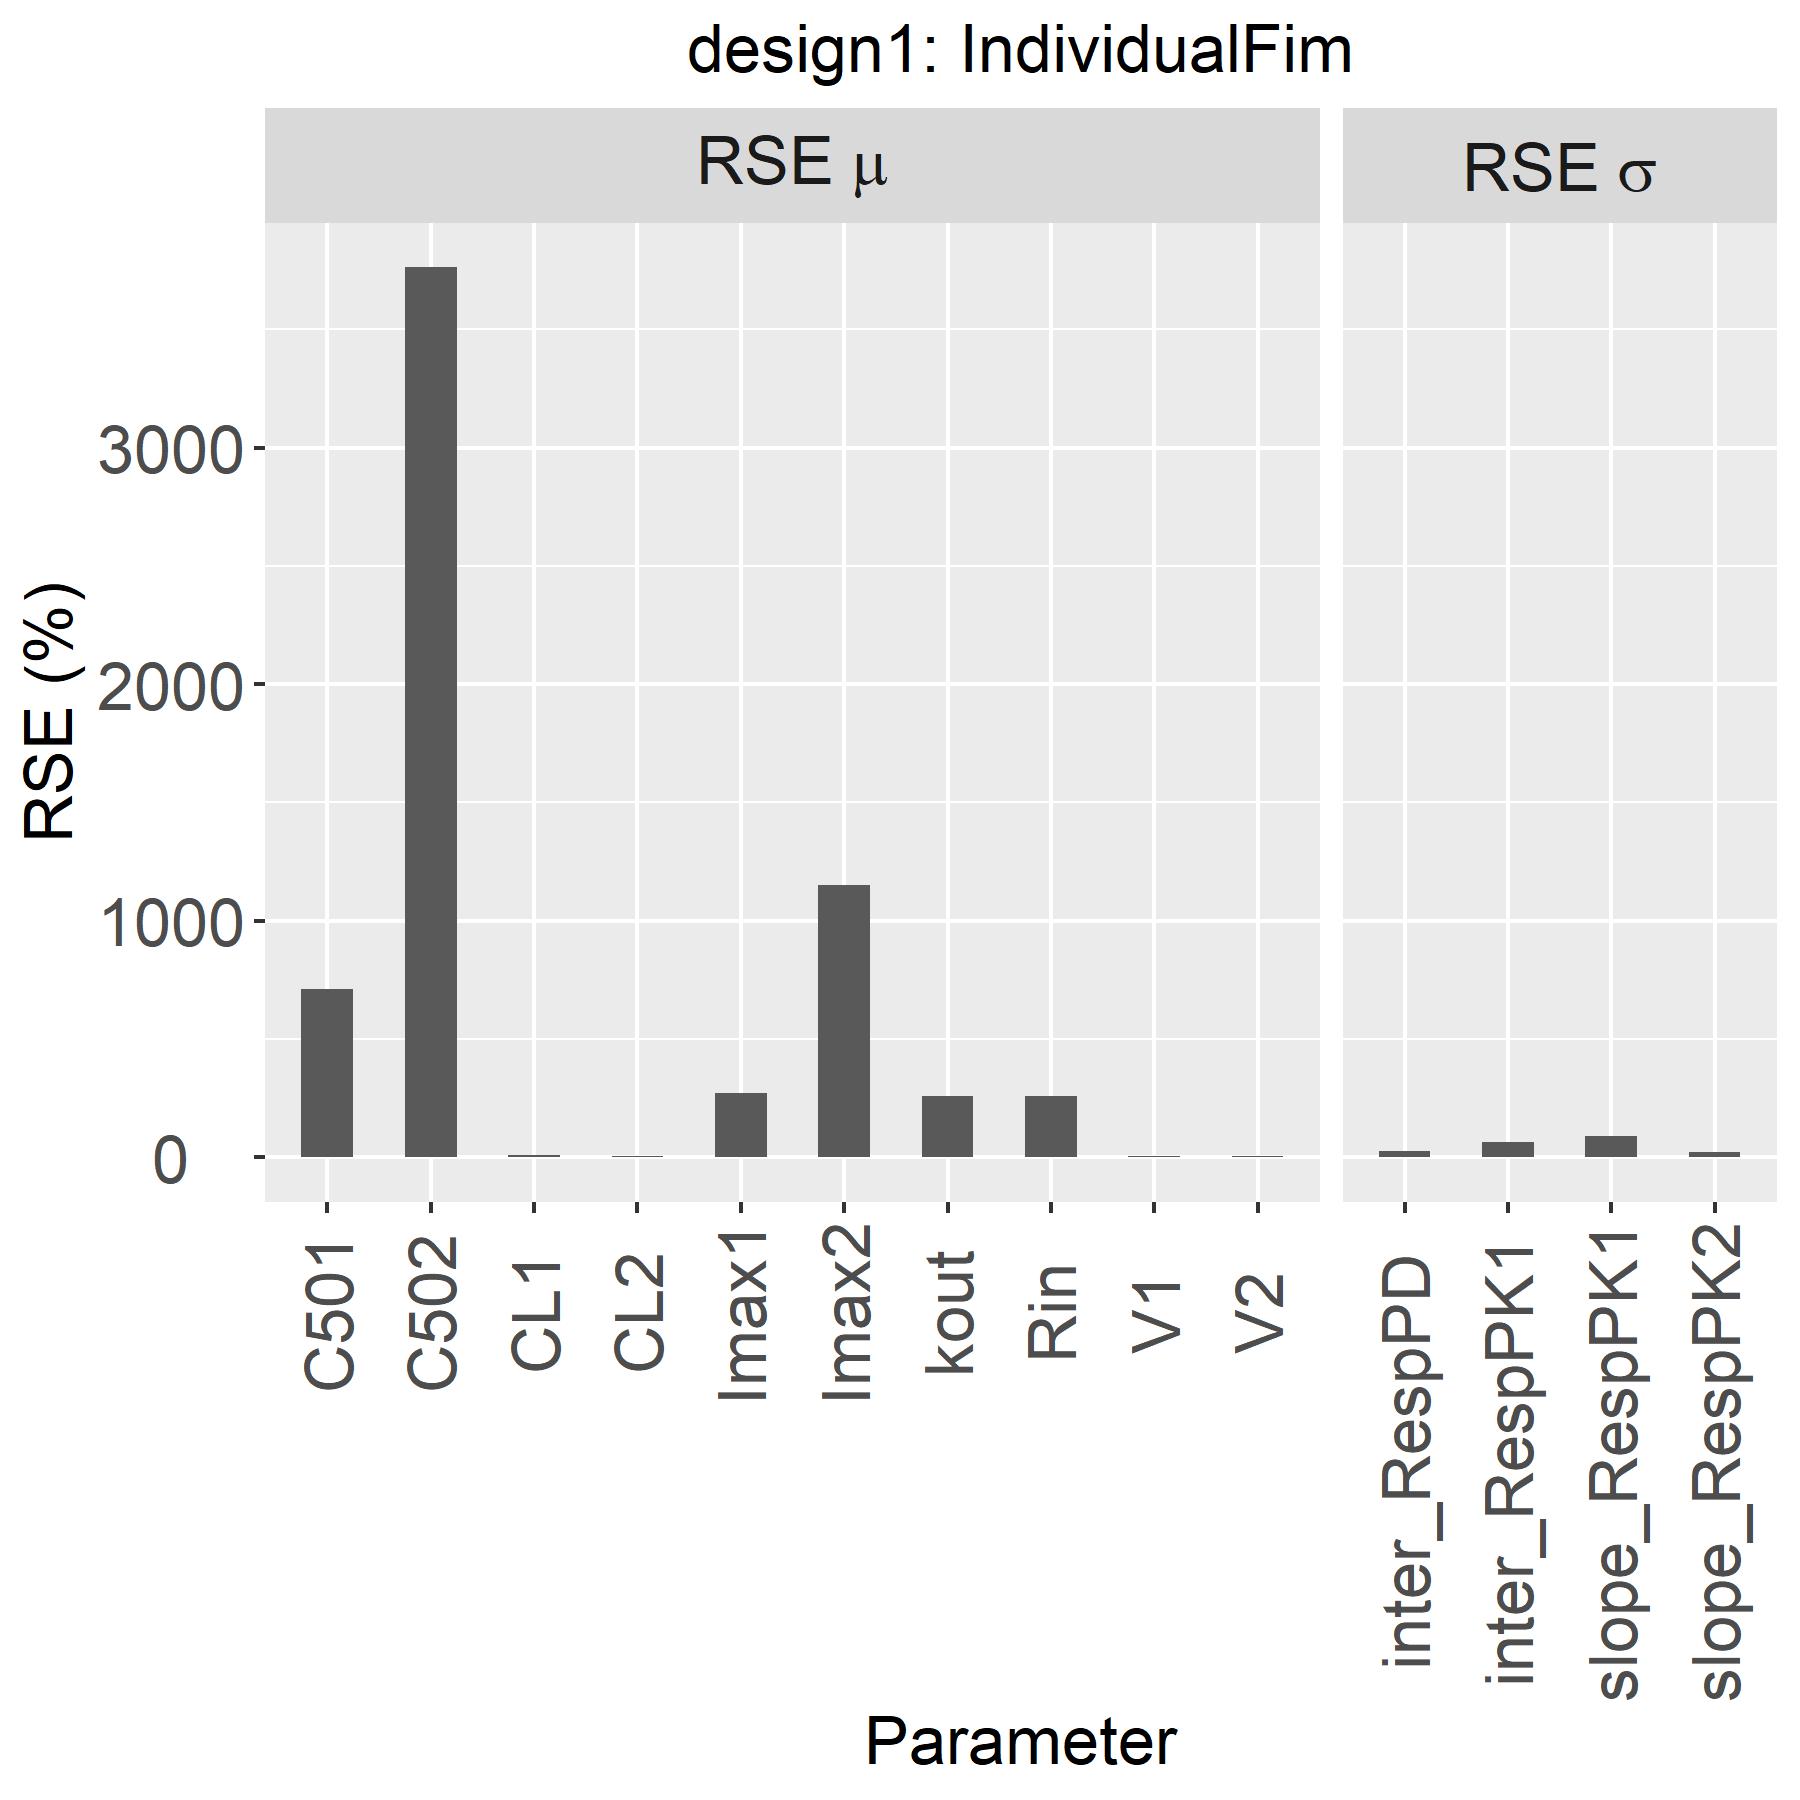 design1: IndividualFim
RSE μ
RSE σ
RSE (%)
3000
2000
1000
0
C501
C502
CL1
CL2
Imax1
Imax2
kout
Rin
V1
V2
inter_RespPD
inter_RespPK1
slope_RespPK1
slope_RespPK2
Parameter